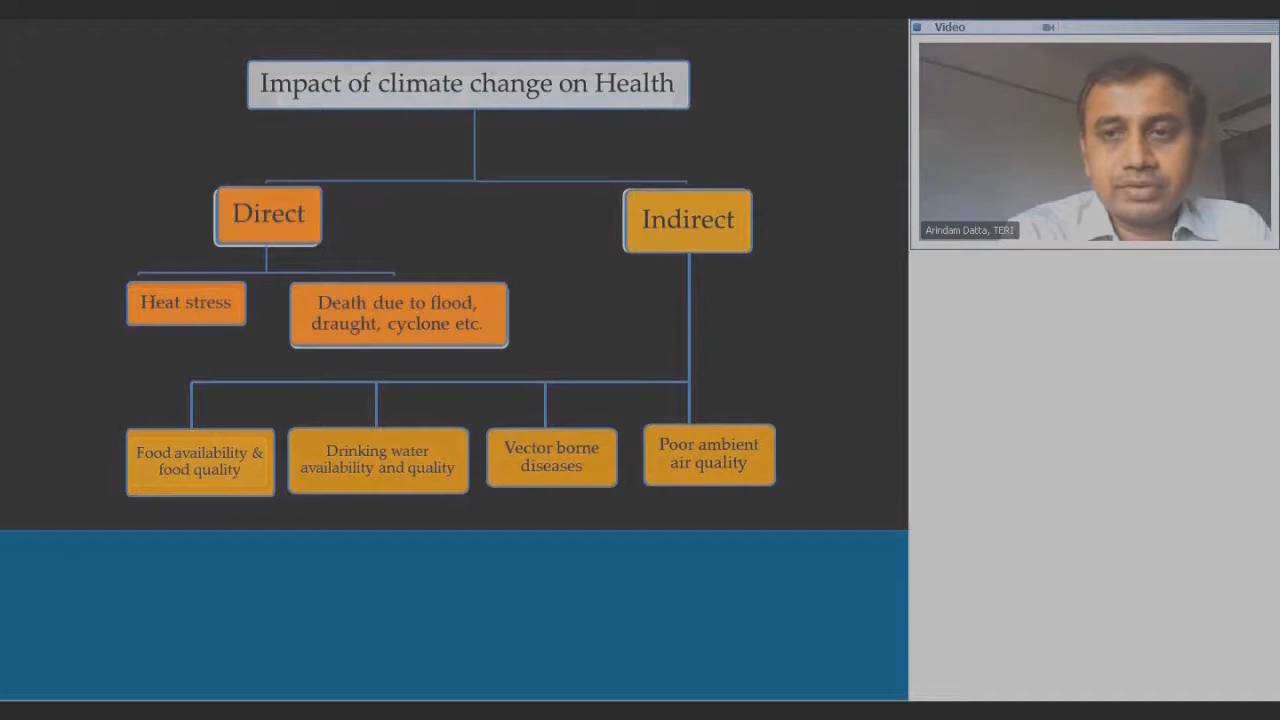 Video
Impact of climate change on Health
Direct
Indirect
Heat stress
Death due to flood,
draught, cyclone etc.
Food availability &
food quality
Drinking water
availability and quality
Vector borne
diseases
Poor ambient
air quality
Arindam Datta, TERI